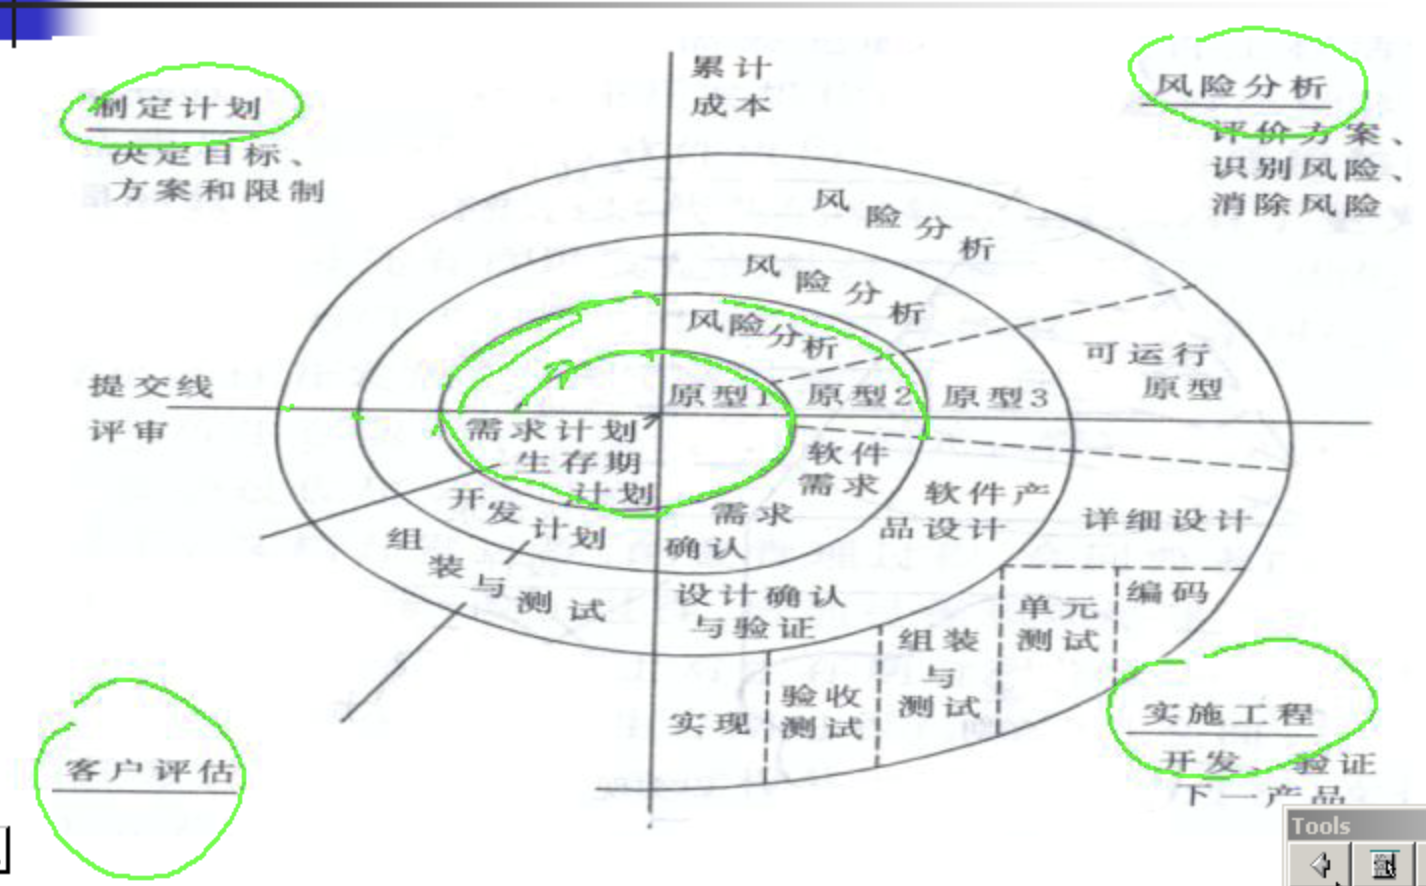 累计
成本
制定计划
决定目标、
方案和限制
风险分析
评价方案、
识别风险、
消除风险
风险分析
风险分析
风险分析
提交线
评审
原型1
原型2
原型3
可运行
原型
需求计划
生存期
计划
开发计划
组装与测试
软件
需求
需求
确认
软件产
品设计
详细设计
设计确认
与验证
单元
测试
编码
组装
与
测试
验收
测试
实现
客户评估
实施工程
开发、验证
下一产品
Tools